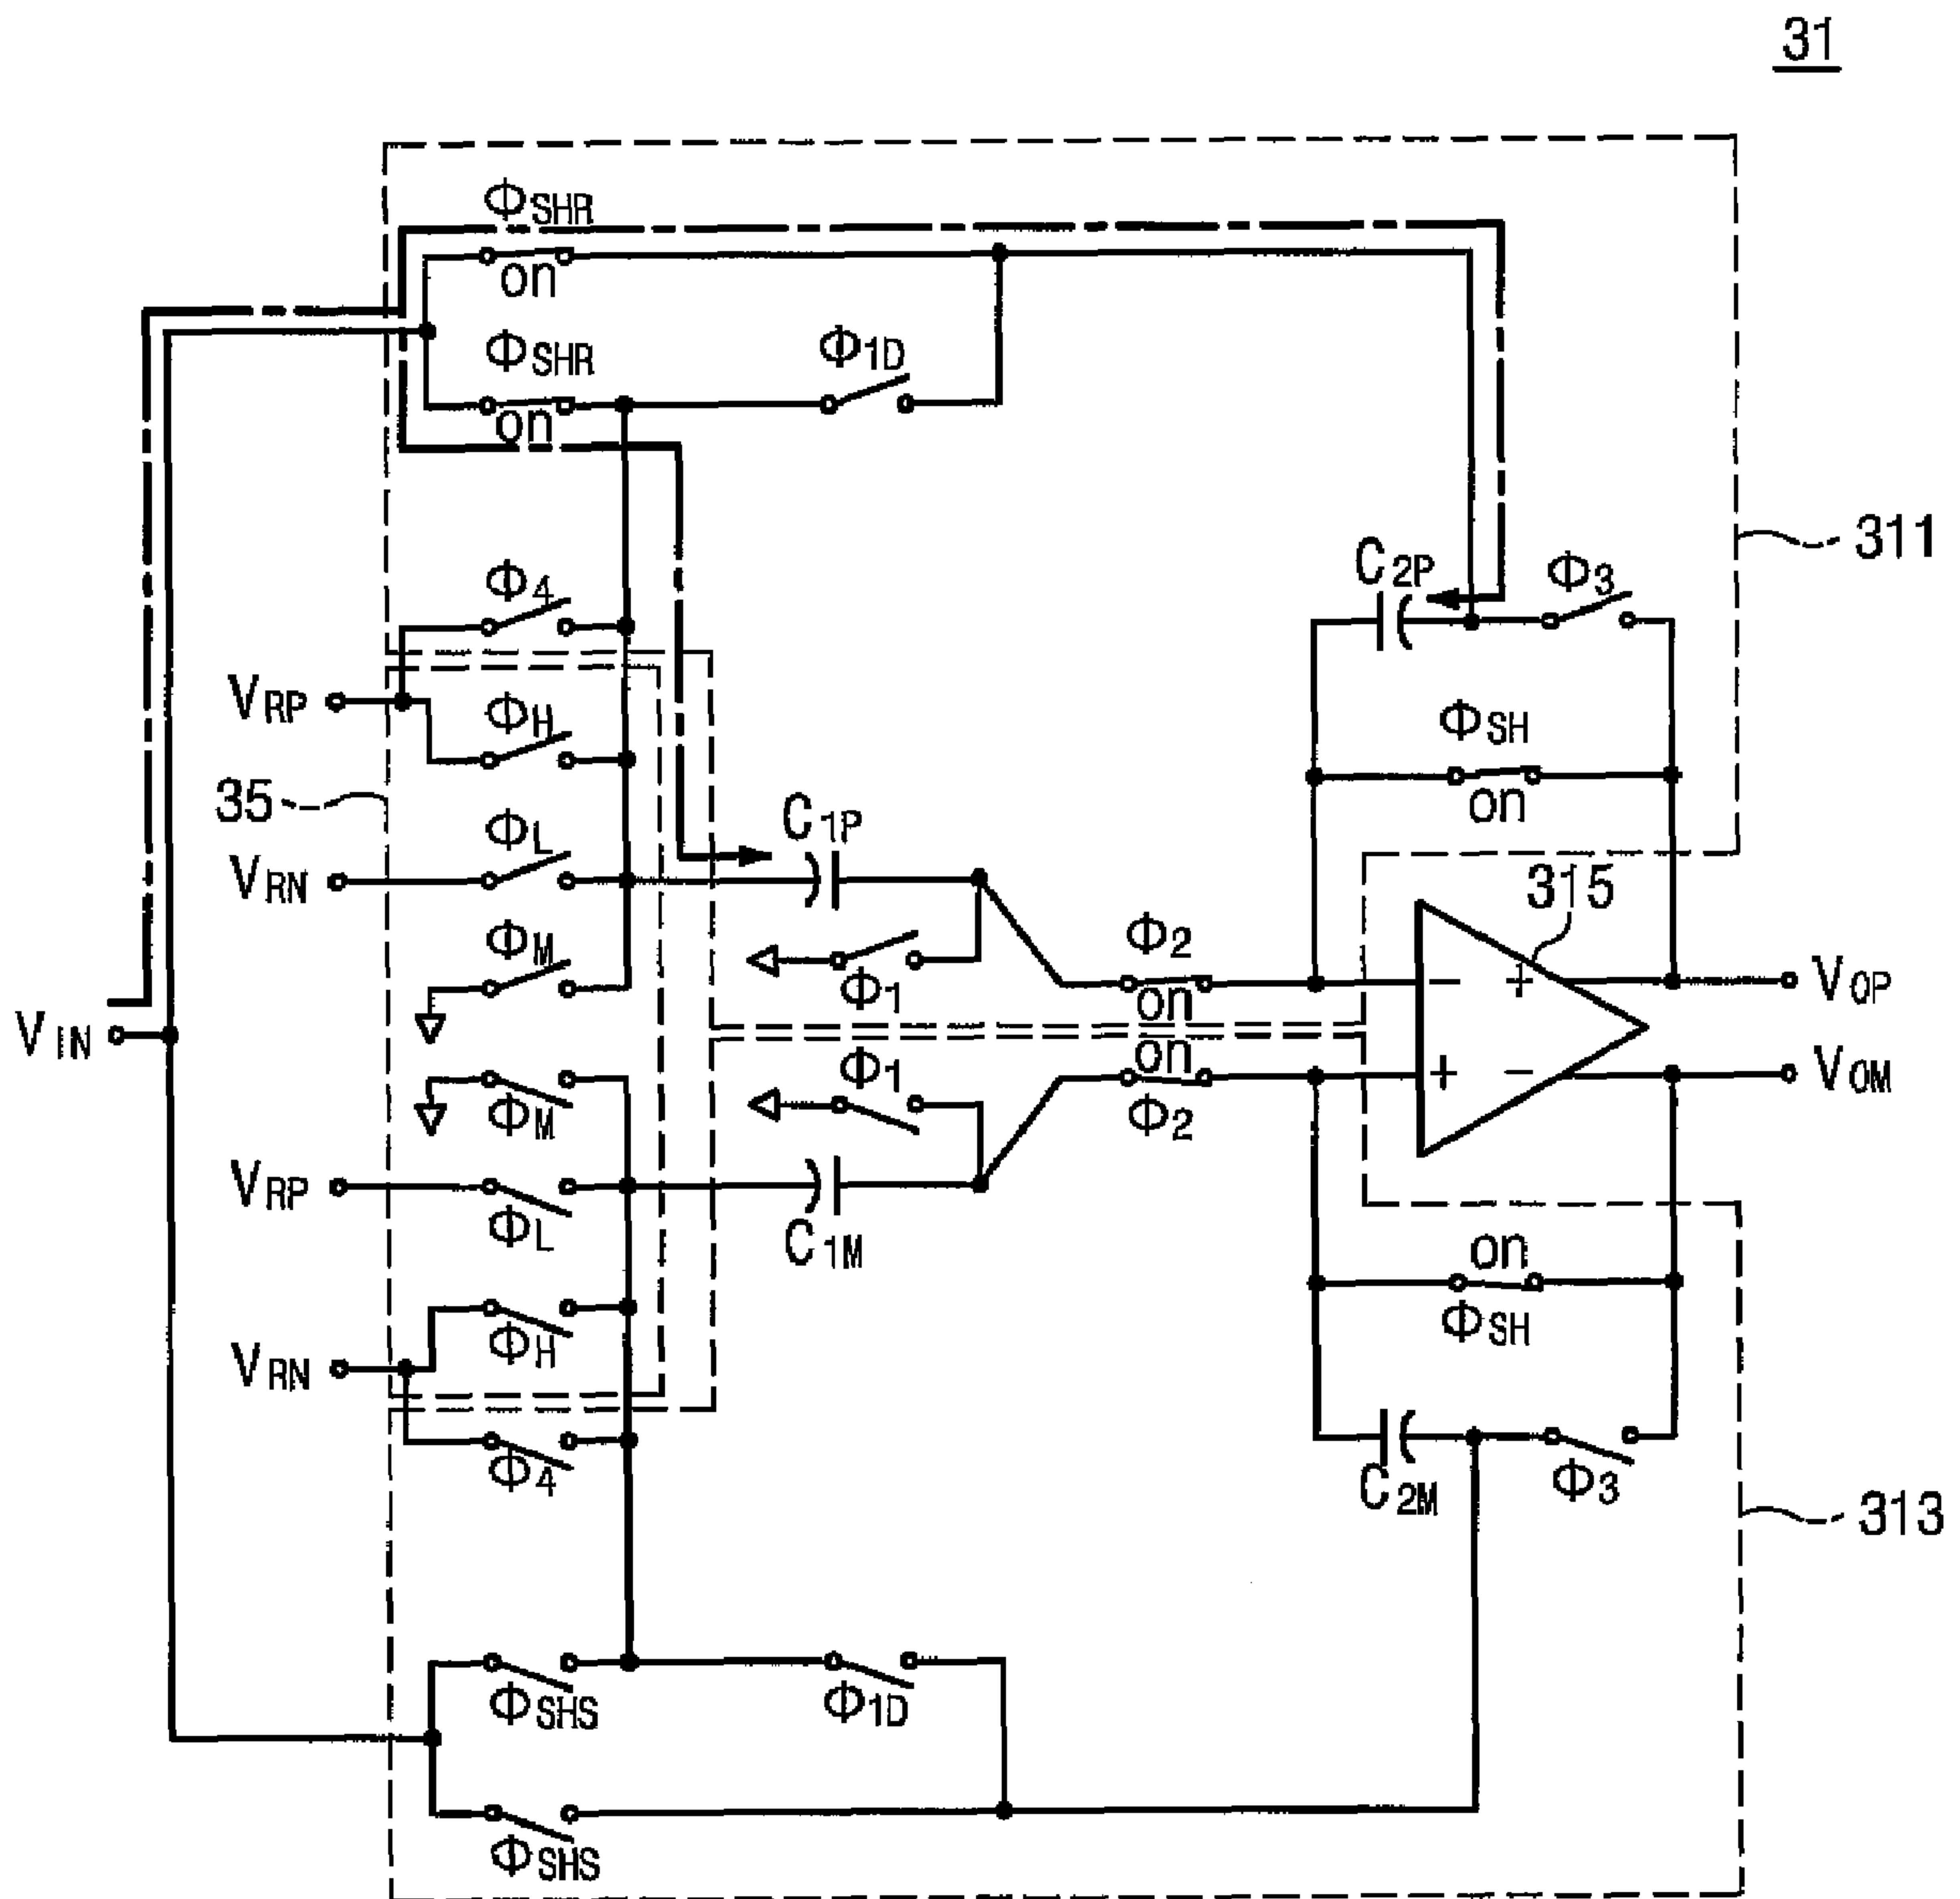 31
ΦSHR
on
ΦSHR
Φ1D
on
311
C2P
Φ3
Φ4
VRP
ΦH
ΦSH
35
on
C1P
ΦL
VRN
315
ΦM
Φ2
Φ1
on
− +
VOP
VIN
on
Φ1
+ −
VOM
ΦM
Φ2
VRP
ΦL
C1M
on
ΦH
ΦSH
VRN
Φ4
C2M
Φ3
313
ΦSHS
Φ1D
ΦSHS